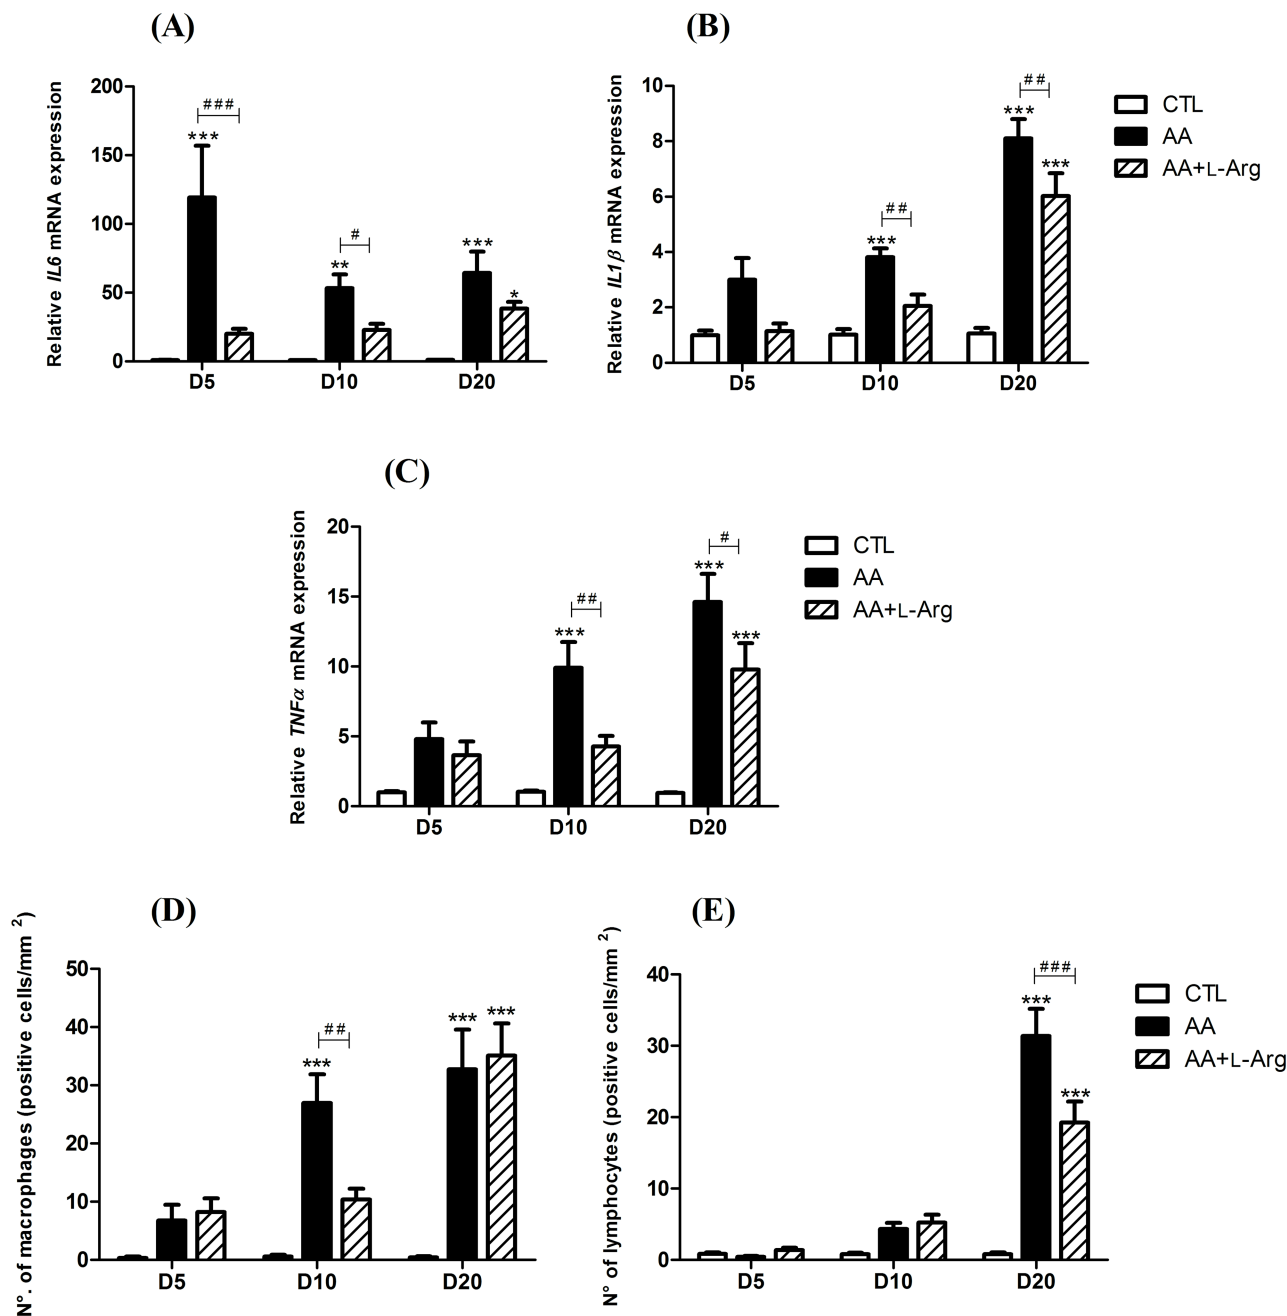 (A)
Relative IL6 mRNA expression
200
150
100
50
0
###
***
#
**
***
*
D5 D10 D20
(B)
Relative IL1β mRNA expression
10
8
6
4
2
0
##
***
##
***
***
D5 D10 D20
CTL
AA
AA+L-Arg
(C)
Relative TNFα mRNA expression
20
15
10
5
0
##
***
#
***
***
D5 D10 D20
CTL
AA
AA+L-Arg
(D)
N°. of macrophages (positive cells/mm 2)
50
40
30
20
10
0
##
***
***
***
D5 D10 D20
(E)
N° of lymphocytes (positive cells/mm 2)
40
30
20
10
0
###
***
***
D5 D10 D20
CTL
AA
AA+L-Arg